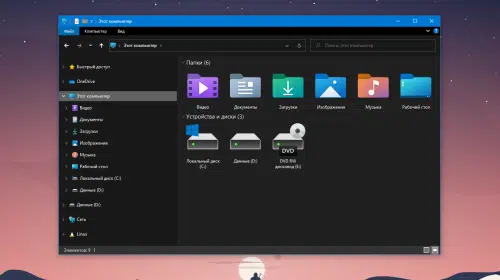 Этот компьютер
Файл
Компьютер
Вид
Этот компьютер
Поиск: Этот компьютер
Быстрый доступ
OneDrive
Этот компьютер
Видео
Документы
Загрузки
Изображения
Музыка
Рабочий стол
Локальный диск (C:)
Данные (D:)
Данные (D:)
Сеть
Linux
Папки (6)
Видео
Документы
Загрузки
Изображения
Музыка
Рабочий стол
Устройства и диски (3)
Локальный диск
(C:)
Данные (D:)
DVD
DVD RW
дисковод (E:)
Элементов: 9